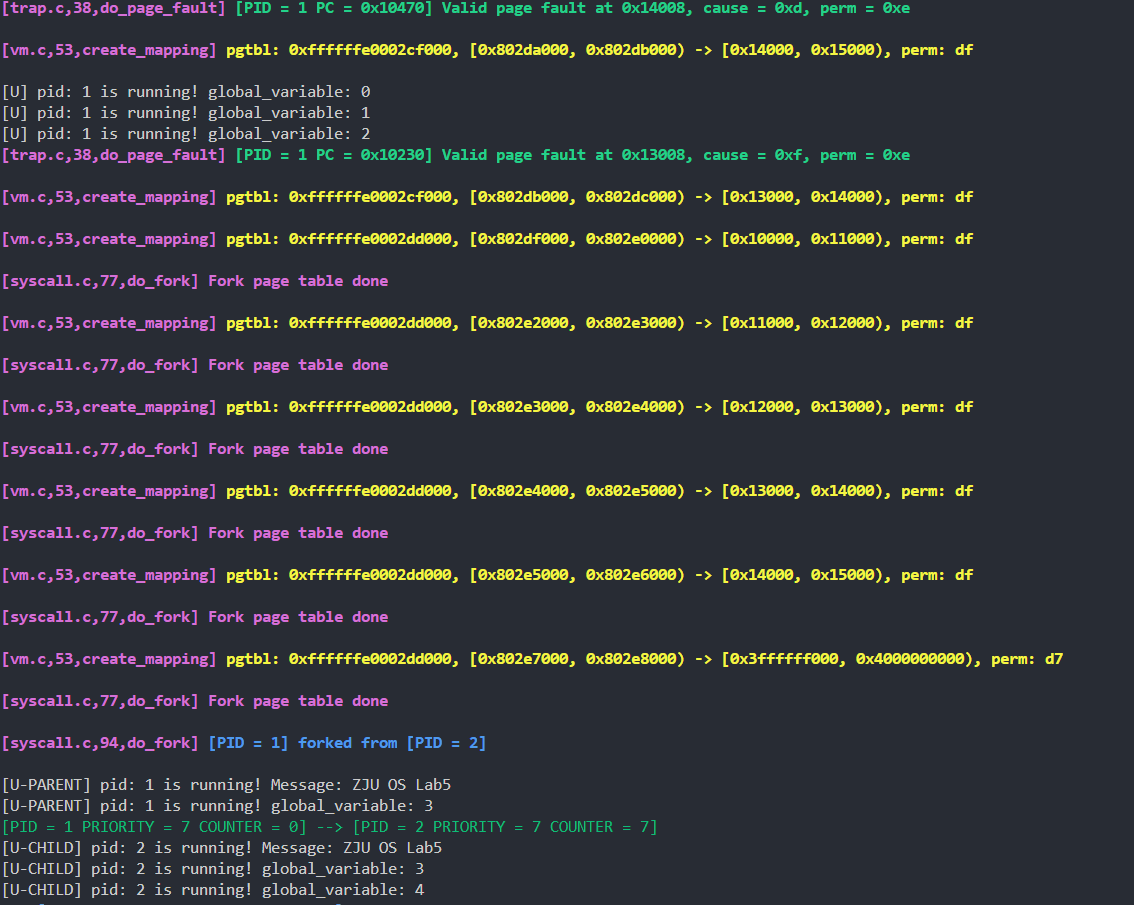 [trap.c,38,do_page_fault] [PID = 1 PC = 0x10470] Valid page fault at 0x14008, cause = 0xd, perm = 0xe
[vm.c,53,create_mapping] pgtbl: 0xffffffe0002cf000, [0x802da000, 0x802db000) -> [0x14000, 0x15000), perm: df
[U] pid: 1 is running! global_variable: 0
[U] pid: 1 is running! global_variable: 1
[U] pid: 1 is running! global_variable: 2
[trap.c,38,do_page_fault] [PID = 1 PC = 0x10230] Valid page fault at 0x13008, cause = 0xf, perm = 0xe
[vm.c,53,create_mapping] pgtbl: 0xffffffe0002cf000, [0x802db000, 0x802dc000) -> [0x13000, 0x14000), perm: df
[vm.c,53,create_mapping] pgtbl: 0xffffffe0002dd000, [0x802df000, 0x802e0000) -> [0x10000, 0x11000), perm: df
[syscall.c,77,do_fork] Fork page table done
[vm.c,53,create_mapping] pgtbl: 0xffffffe0002dd000, [0x802e2000, 0x802e3000) -> [0x11000, 0x12000), perm: df
[syscall.c,77,do_fork] Fork page table done
[vm.c,53,create_mapping] pgtbl: 0xffffffe0002dd000, [0x802e3000, 0x802e4000) -> [0x12000, 0x13000), perm: df
[syscall.c,77,do_fork] Fork page table done
[vm.c,53,create_mapping] pgtbl: 0xffffffe0002dd000, [0x802e4000, 0x802e5000) -> [0x13000, 0x14000), perm: df
[syscall.c,77,do_fork] Fork page table done
[vm.c,53,create_mapping] pgtbl: 0xffffffe0002dd000, [0x802e5000, 0x802e6000) -> [0x14000, 0x15000), perm: df
[syscall.c,77,do_fork] Fork page table done
[vm.c,53,create_mapping] pgtbl: 0xffffffe0002dd000, [0x802e7000, 0x802e8000) -> [0x3ffffff000, 0x4000000000), perm: d7
[syscall.c,77,do_fork] Fork page table done
[syscall.c,94,do_fork] [PID = 1] forked from [PID = 2]
[U-PARENT] pid: 1 is running! Message: ZJU OS Lab5
[U-PARENT] pid: 1 is running! global_variable: 3
[PID = 1 PRIORITY = 7 COUNTER = 0] --> [PID = 2 PRIORITY = 7 COUNTER = 7]
[U-CHILD] pid: 2 is running! Message: ZJU OS Lab5
[U-CHILD] pid: 2 is running! global_variable: 3
[U-CHILD] pid: 2 is running! global_variable: 4